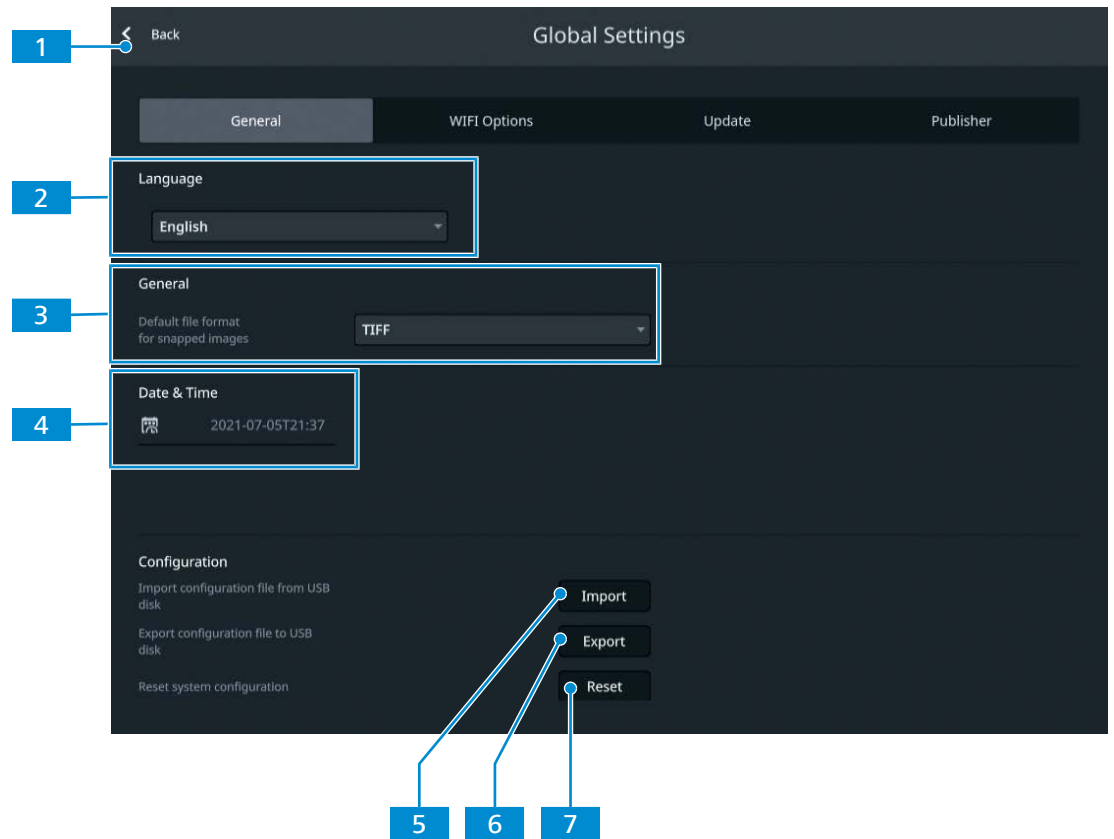 1
Back
Global Settings
General
WIFI Options
Update
Publisher
2
Language
English
3
General
Default file format
for snapped images
TIFF
4
Date & Time
2021-07-05T21:37
Configuration
Import configuration file from USB
disk
Import
Export configuration file to USB
disk
Export
Reset system configuration
Reset
5
6
7